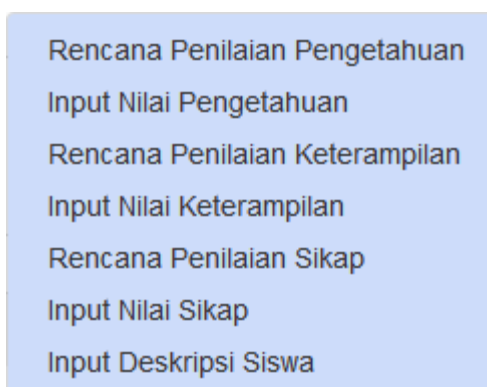 Rencana Penilaian Pengetahuan
Input Nilai Pengetahuan
Rencana Penilaian Keterampilan
Input Nilai Keterampilan
Rencana Penilaian Sikap
Input Nilai Sikap
Input Deskripsi Siswa